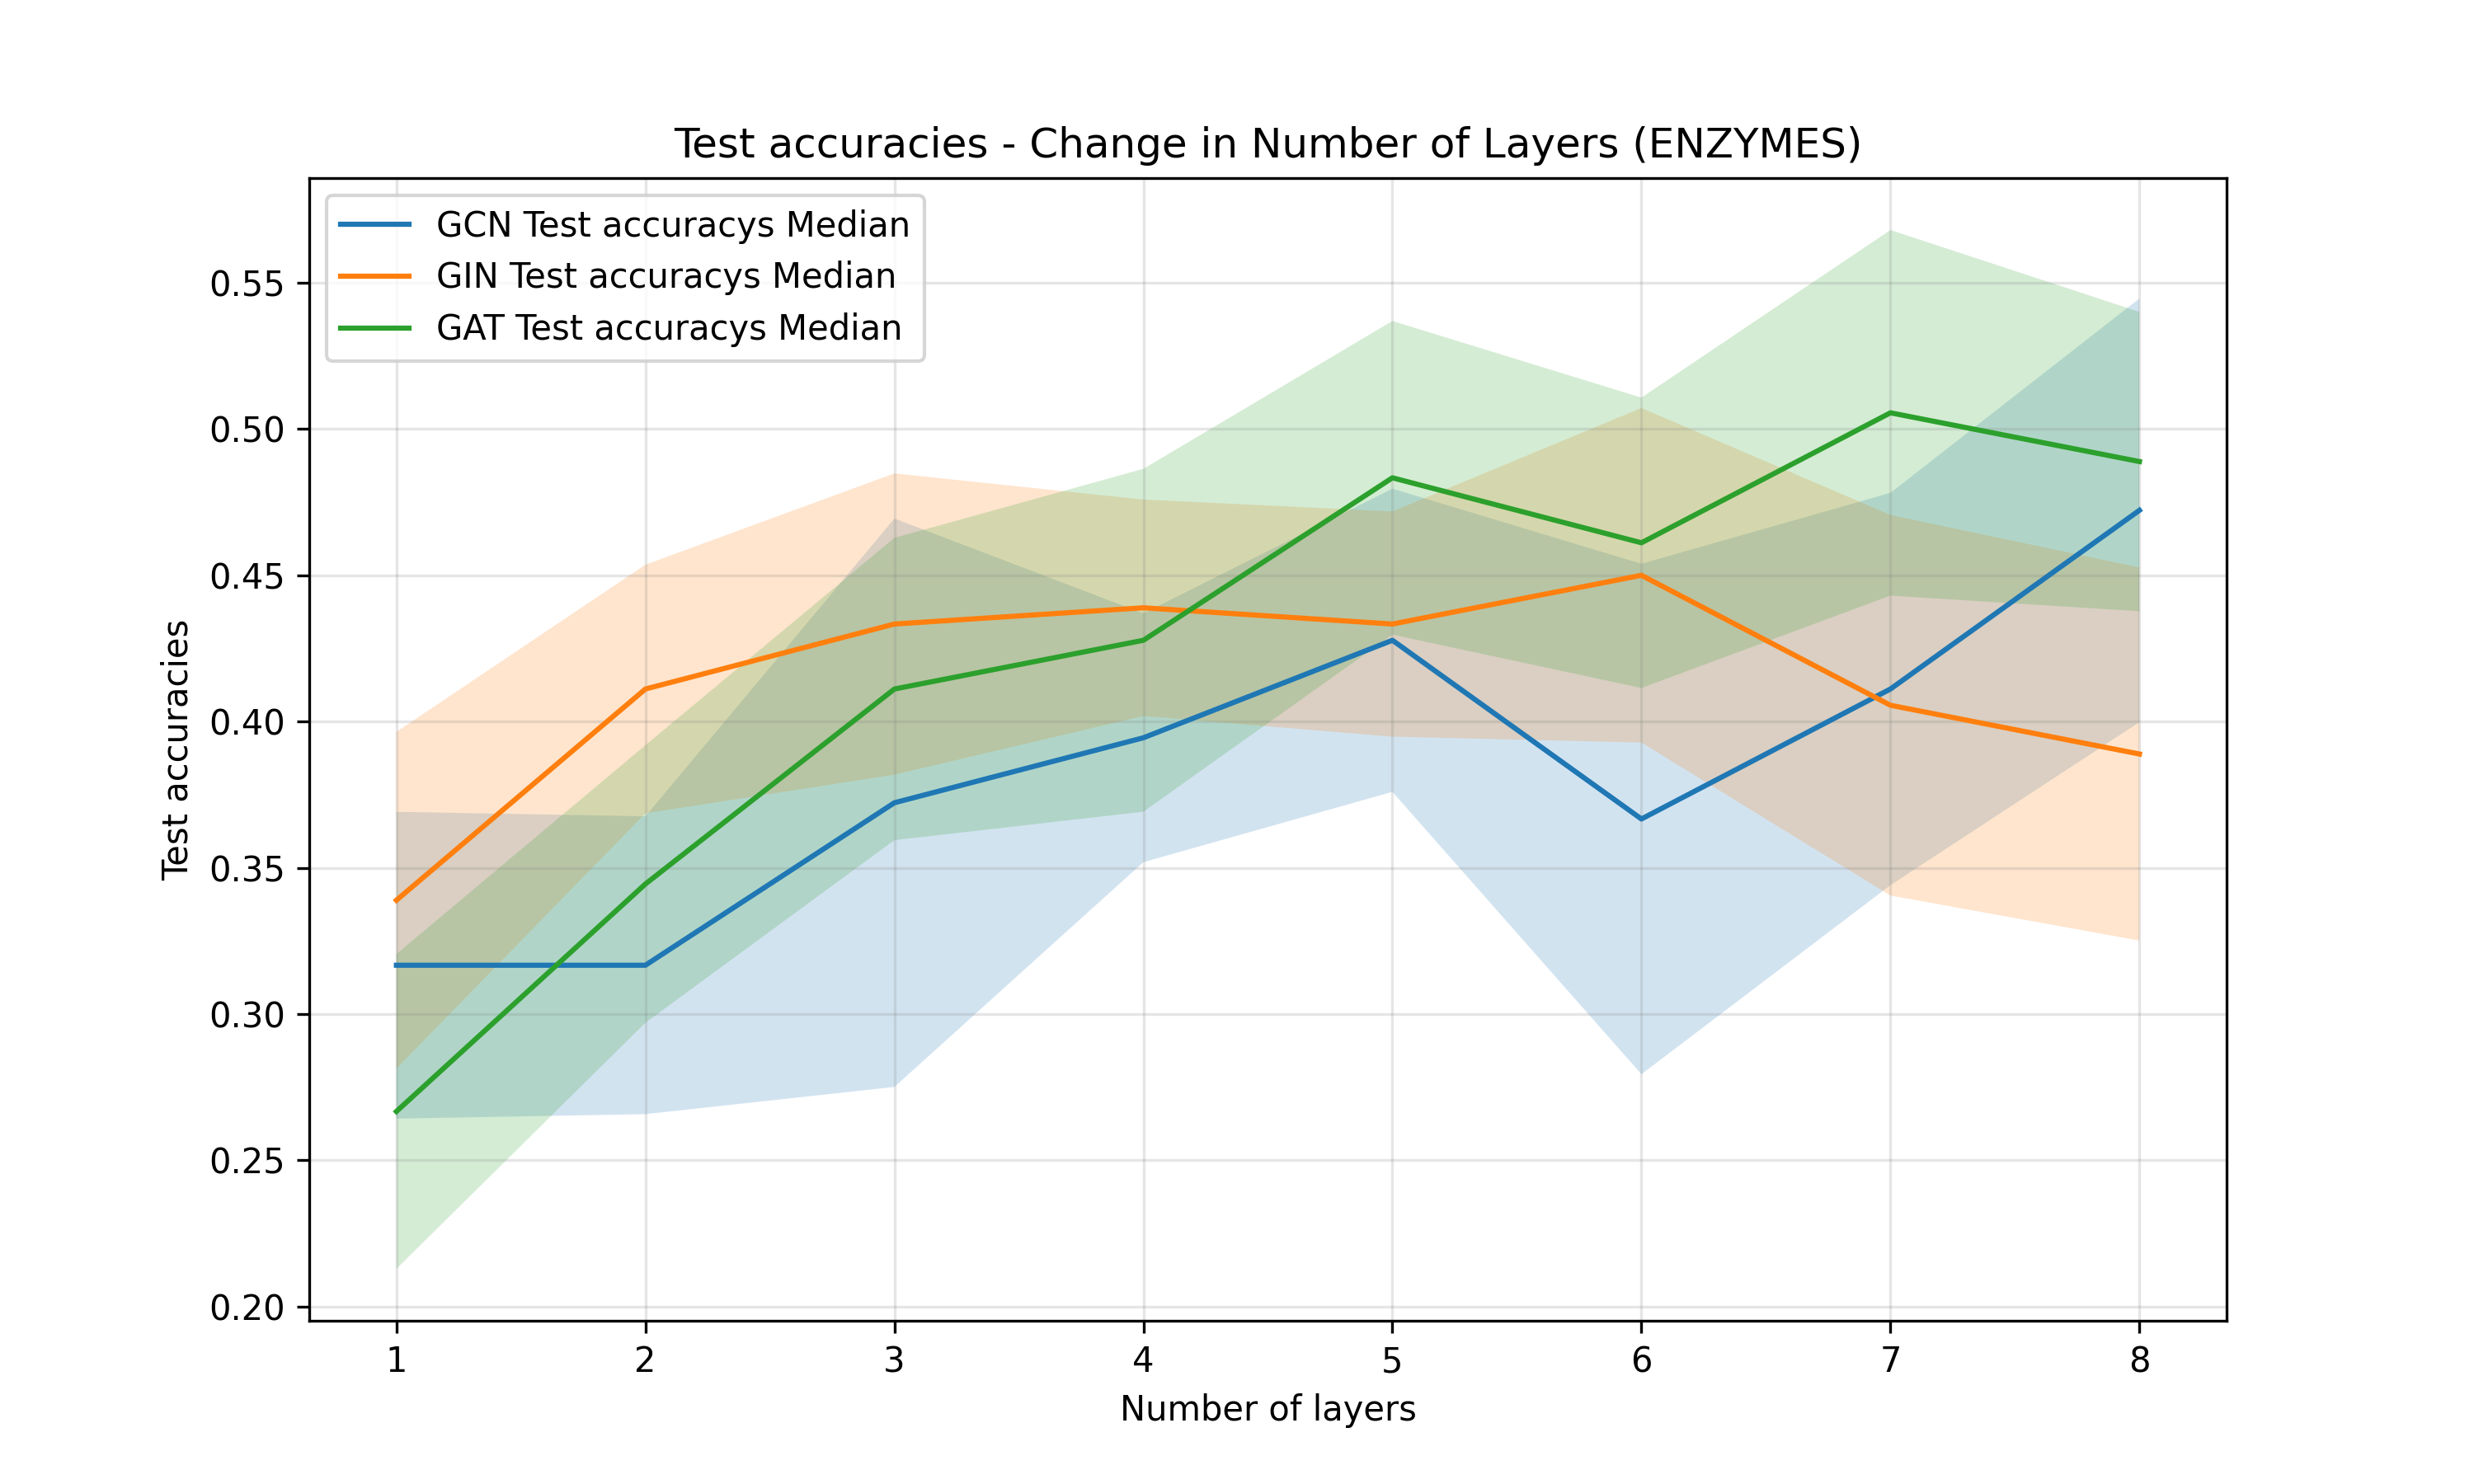 Test accuracies - Change in Number of Layers (ENZYMES)
GCN Test accuracys Median
GIN Test accuracys Median
GAT Test accuracys Median
Test accuracies
0.55
0.50
0.45
0.40
0.35
0.30
0.25
0.20
1 2 3 4 5 6 7 8
Number of layers